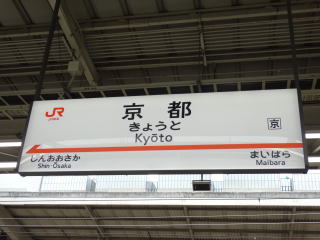 JR
京都
きょうと
Kyōto
京
しんおおさか
Shin-Ōsaka
まいばら
Maibara